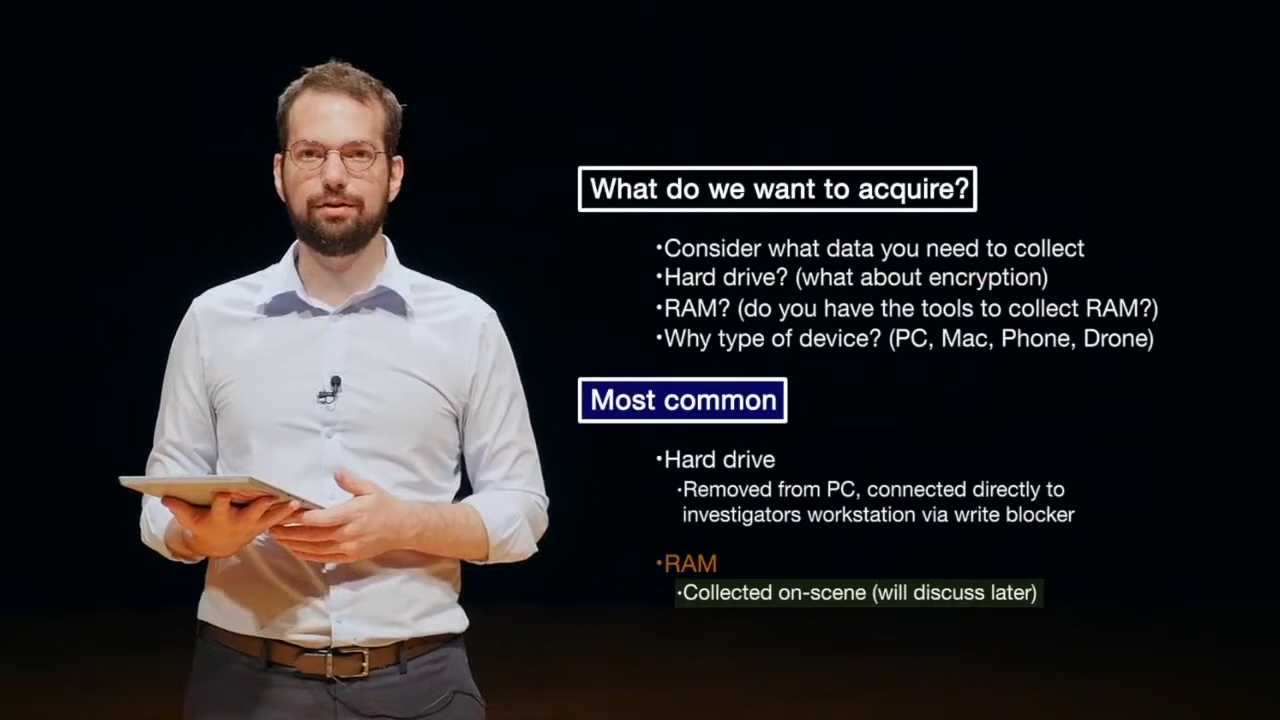 What do we want to acquire?
•Consider what data you need to collect
•Hard drive? (what about encryption)
•RAM? (do you have the tools to collect RAM?)
•Why type of device? (PC, Mac, Phone, Drone)
Most common
•Hard drive
•Removed from PC, connected directly to
investigators workstation via write blocker
•RAM
•Collected on-scene (will discuss later)